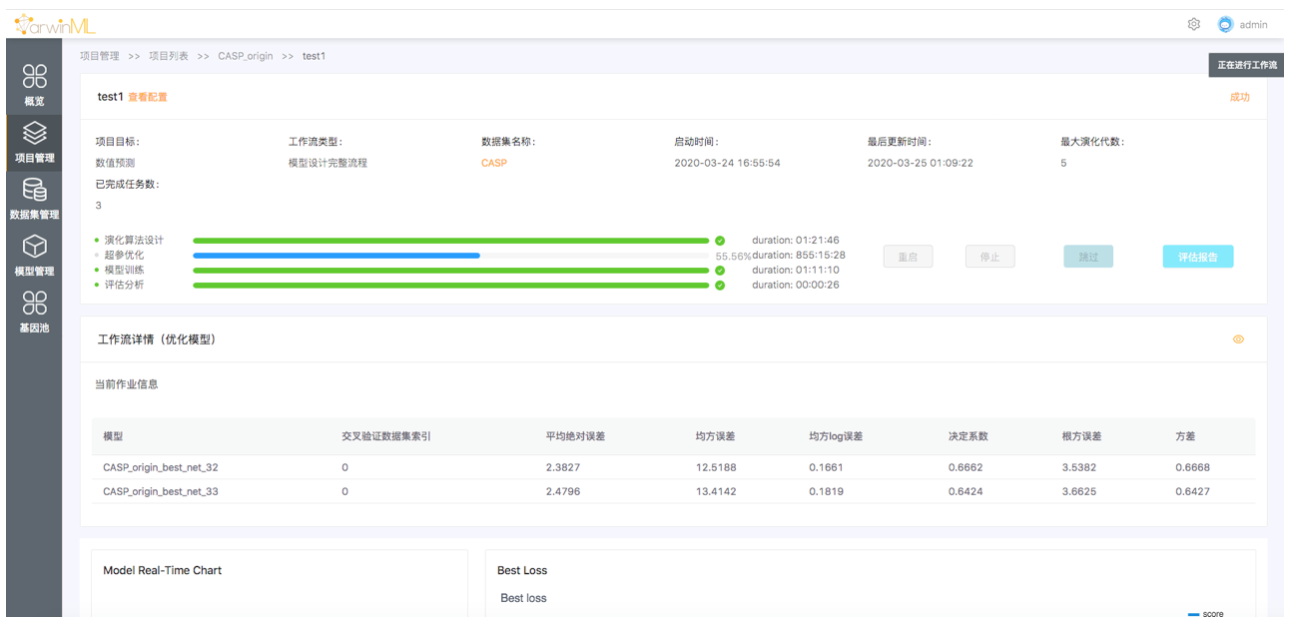 DarwinML
admin
项目管理 >> 项目列表 >> CASP_origin >> test1
正在进行工作流
概览
项目管理
数据集管理
模型管理
基因池
test1 查看配置
成功
项目目标: 工作流类型: 数据集名称: 启动时间: 最后更新时间: 最大演化代数:
数值预测 模型设计完整流程 CASP 2020-03-24 16:55:54 2020-03-25 01:09:22 5
已完成任务数:
3
演化算法设计 duration: 01:21:46
超参优化 55.56% duration: 855:15:28
模型训练 duration: 01:11:10
评估分析 duration: 00:00:26
重启 停止 跳过 评估报告
工作流详情（优化模型）
当前作业信息
模型 交叉验证数据集索引 平均绝对误差 均方误差 均方log误差 决定系数 根方误差 方差
CASP_origin_best_net_32 0 2.3827 12.5188 0.1661 0.6662 3.5382 0.6668
CASP_origin_best_net_33 0 2.4796 13.4142 0.1819 0.6424 3.6625 0.6427
Model Real-Time Chart
Best Loss
Best loss
score